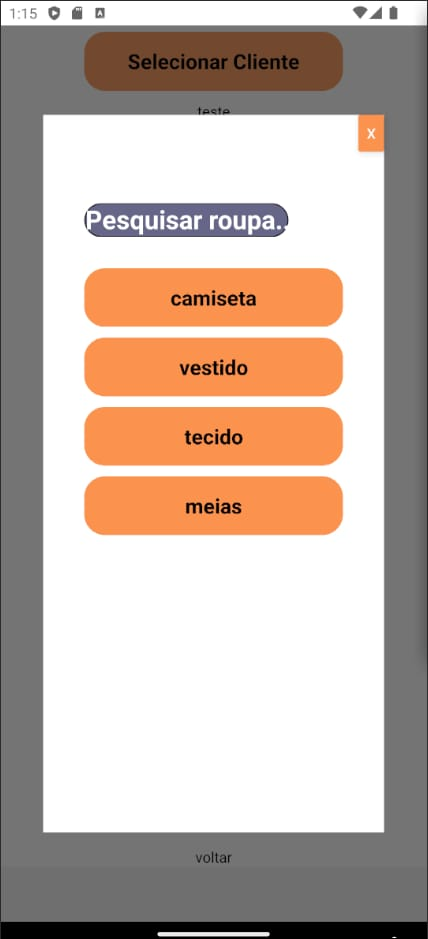 1:15
Selecionar Cliente
teste
X
Pesquisar roupa..
camiseta
vestido
tecido
meias
voltar